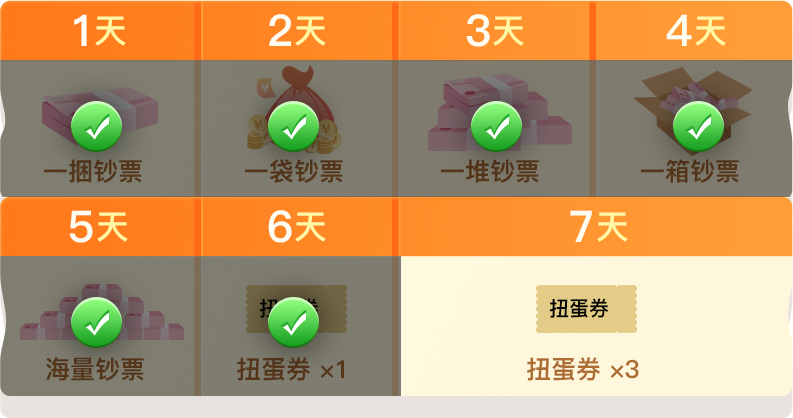 1天 2天 3天 4天
一捆钞票 一袋钞票 一堆钞票 一箱钞票
5天 6天 7天
扭蛋券
海量钞票 扭蛋券 ×1 扭蛋券 ×3